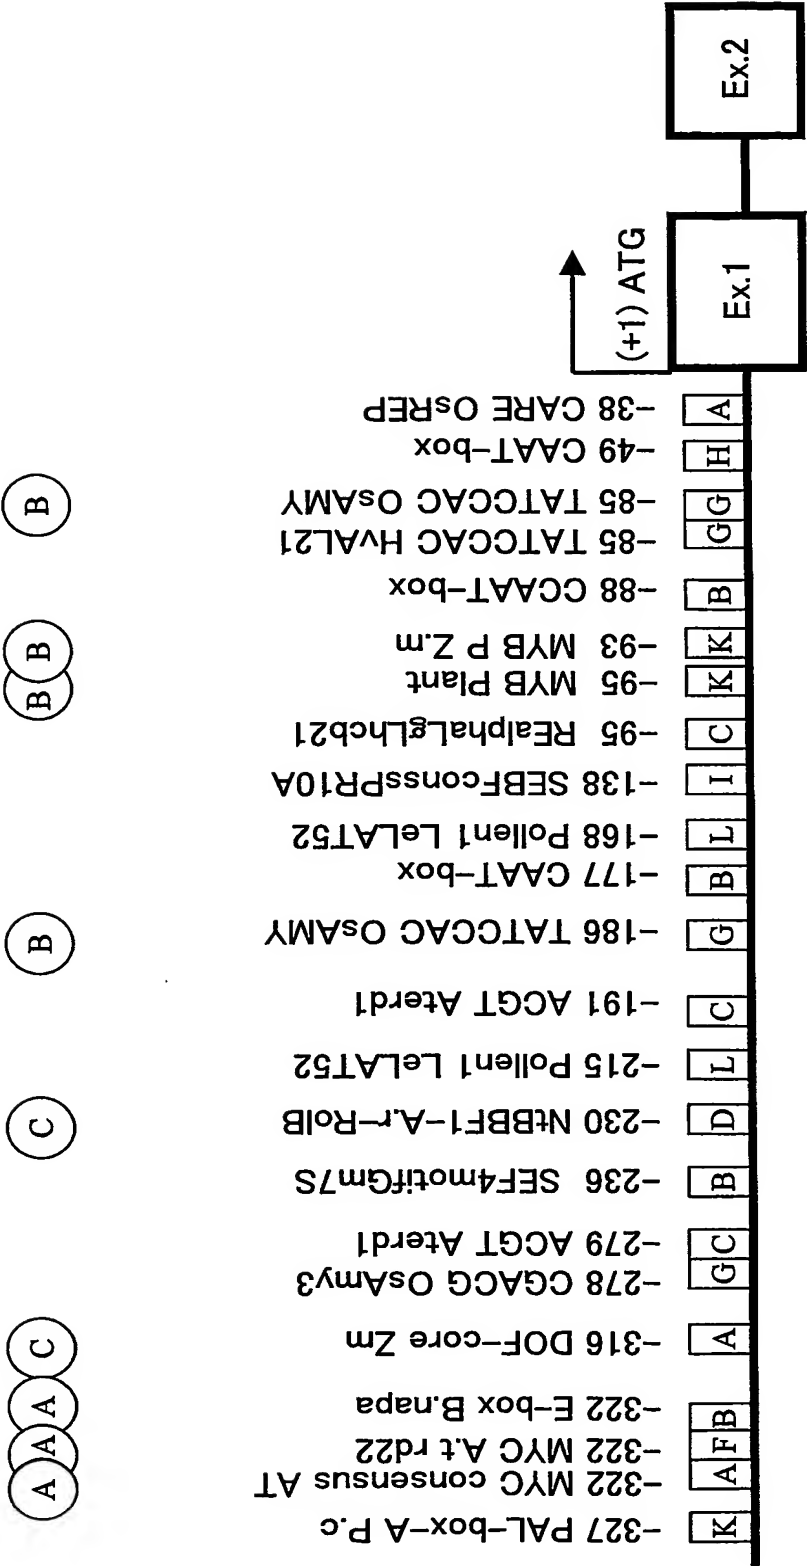 Ex.2
Ex.1
(+1) ATG
-38 CARE OsREP
A
-49 CAAT-box
H
B
-85 TATCCAC OsAMY
G
-85 TATCCAC HvAL21
G
-88 CCAAT-box
B
B
-93 MYB P Z.m
K
B
-95 MYB Plant
K
-95 REalphaLgLhcb21
C
-138 SEBFconssPR10A
I
-168 Pollen1 LeLAT52
L
-177 CAAT-box
B
B
-186 TATCCAC OsAMY
G
-191 ACGT Aterd1
C
-215 Pollen1 LeLAT52
L
C
-230 NtBBF1-A.r-RolB
D
-236 SEF4motifGm7S
B
-279 ACGT Aterd1
C
-278 CGACG OsAmy3
G
C
-316 DOF-core Zm
A
A
-322 E-box B.napa
B
A
-322 MYC A.t rd22
F
A
-322 MYC consensus AT
A
-327 PAL-box-A P.c
K